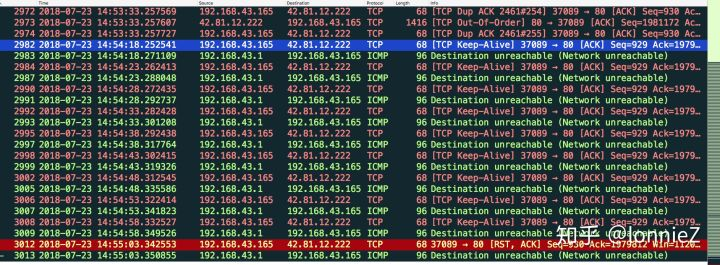 Time Source Destination Protocol Length Info
2972 2018-07-23 14:53:33.257569 192.168.43.165 42.81.12.222 TCP [TCP Dup ACK 2461#254] 37089 → 80 [ACK] Seq=930 Ac…
2973 2018-07-23 14:53:33.257607 42.81.12.222 192.168.43.165 TCP 1416 [TCP Out-Of-Order] 80 → 37089 [ACK] Seq=1981172 Ac…
2974 2018-07-23 14:53:33.257627 192.168.43.165 42.81.12.222 TCP [TCP Dup ACK 2461#255] 37089 → 80 [ACK] Seq=930 Ac…
2982 2018-07-23 14:54:18.252541 192.168.43.165 42.81.12.222 TCP 68 [TCP Keep-Alive] 37089 → 80 [ACK] Seq=929 Ack=1979…
2983 2018-07-23 14:54:18.271109 192.168.43.1 192.168.43.165 ICMP 96 Destination unreachable (Network unreachable)
2984 2018-07-23 14:54:23.262413 192.168.43.165 42.81.12.222 TCP 68 [TCP Keep-Alive] 37089 → 80 [ACK] Seq=929 Ack=1979…
2987 2018-07-23 14:54:23.288048 192.168.43.1 192.168.43.165 ICMP 96 Destination unreachable (Network unreachable)
2990 2018-07-23 14:54:28.272435 192.168.43.165 42.81.12.222 TCP 68 [TCP Keep-Alive] 37089 → 80 [ACK] Seq=929 Ack=1979…
2991 2018-07-23 14:54:28.292737 192.168.43.1 192.168.43.165 ICMP 96 Destination unreachable (Network unreachable)
2992 2018-07-23 14:54:33.282428 192.168.43.165 42.81.12.222 TCP 68 [TCP Keep-Alive] 37089 → 80 [ACK] Seq=929 Ack=1979…
2993 2018-07-23 14:54:33.301208 192.168.43.1 192.168.43.165 ICMP 96 Destination unreachable (Network unreachable)
2995 2018-07-23 14:54:38.292438 192.168.43.165 42.81.12.222 TCP 68 [TCP Keep-Alive] 37089 → 80 [ACK] Seq=929 Ack=1979…
2997 2018-07-23 14:54:38.317764 192.168.43.1 192.168.43.165 ICMP 96 Destination unreachable (Network unreachable)
2998 2018-07-23 14:54:43.302415 192.168.43.165 42.81.12.222 TCP 68 [TCP Keep-Alive] 37089 → 80 [ACK] Seq=929 Ack=1979…
2999 2018-07-23 14:54:43.319326 192.168.43.1 192.168.43.165 ICMP 96 Destination unreachable (Network unreachable)
3002 2018-07-23 14:54:48.312545 192.168.43.165 42.81.12.222 TCP 68 [TCP Keep-Alive] 37089 → 80 [ACK] Seq=929 Ack=1979…
3005 2018-07-23 14:54:48.335586 192.168.43.1 192.168.43.165 ICMP 96 Destination unreachable (Network unreachable)
3006 2018-07-23 14:54:53.322414 192.168.43.165 42.81.12.222 TCP 68 [TCP Keep-Alive] 37089 → 80 [ACK] Seq=929 Ack=1979…
3007 2018-07-23 14:54:53.341823 192.168.43.1 192.168.43.165 ICMP 96 Destination unreachable (Network unreachable)
3008 2018-07-23 14:54:58.332527 192.168.43.165 42.81.12.222 TCP 68 [TCP Keep-Alive] 37089 → 80 [ACK] Seq=929 Ack=1979…
3009 2018-07-23 14:54:58.349526 192.168.43.1 192.168.43.165 ICMP 96 Destination unreachable (Network unreachable)
3012 2018-07-23 14:55:03.342553 192.168.43.165 42.81.12.222 TCP 68 37089 → 80 [RST, ACK]
3013 2018-07-23 14:55:03.350855 192.168.43.1 192.168.43.165 ICMP 96 Destination unreachable (Network unreachable)
知乎 @JonnieZ